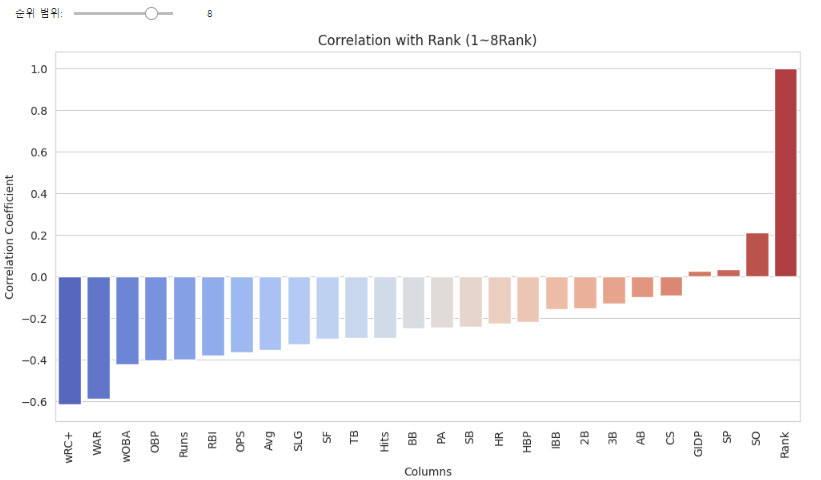 순위 범위: 8
Correlation with Rank (1~8Rank)
Correlation Coefficient
1.0
0.8
0.6
0.4
0.2
0.0
−0.2
−0.4
−0.6
wRC+ WAR wOBA OBP Runs RBI OPS Avg SLG SF TB Hits BB PA SB HR HBP IBB 2B 3B AB CS GIDP SP SO Rank
Columns